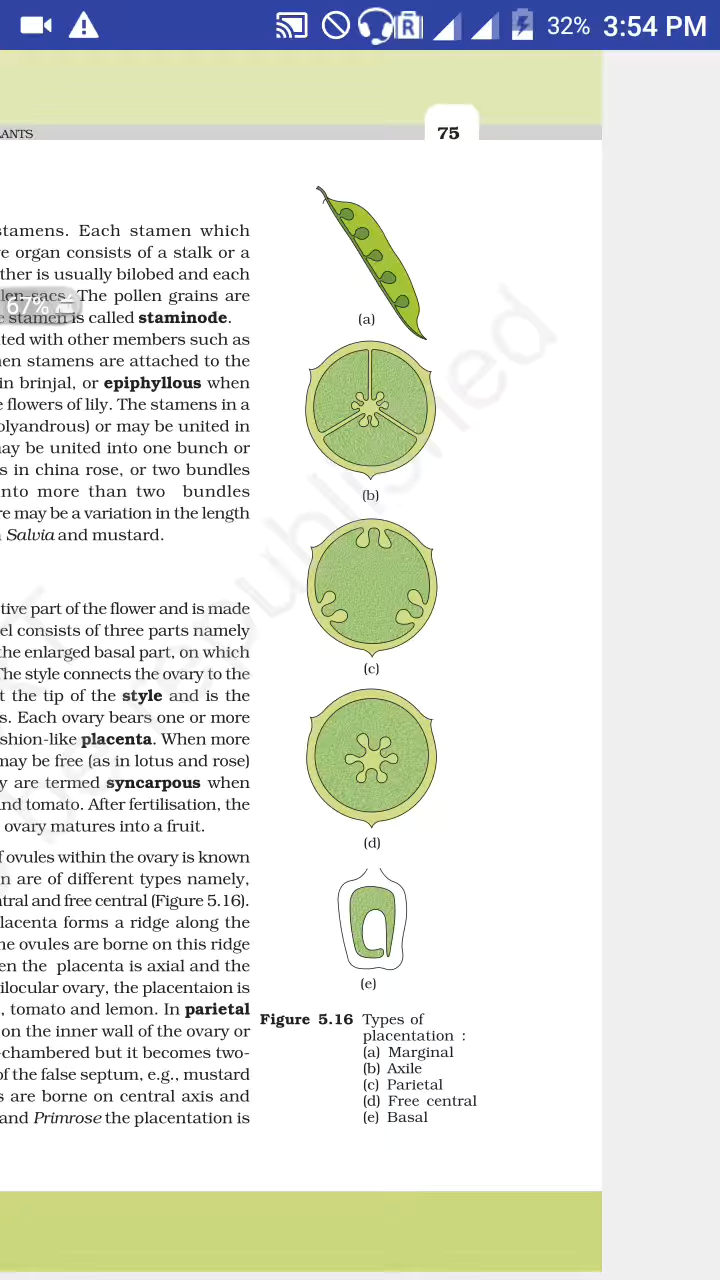 R 32% 3:54 PM
LANTS
75
stamens. Each stamen which
e organ consists of a stalk or a
ther is usually bilobed and each
len-sacs. The pollen grains are
67%
e stamen is called staminode.
ted with other members such as
en stamens are attached to the
in brinjal, or epiphyllous when
e flowers of lily. The stamens in a
olyandrous) or may be united in
ay be united into one bunch or
s in china rose, or two bundles
nto more than two bundles
re may be a variation in the length
Salvia and mustard.
tive part of the flower and is made
el consists of three parts namely
the enlarged basal part, on which
The style connects the ovary to the
t the tip of the style and is the
s. Each ovary bears one or more
shion-like placenta. When more
may be free (as in lotus and rose)
y are termed syncarpous when
and tomato. After fertilisation, the
ovary matures into a fruit.
f ovules within the ovary is known
n are of different types namely,
ntral and free central (Figure 5.16).
lacenta forms a ridge along the
he ovules are borne on this ridge
en the placenta is axial and the
ilocular ovary, the placentaion is
, tomato and lemon. In parietal
on the inner wall of the ovary or
-chambered but it becomes two-
of the false septum, e.g., mustard
s are borne on central axis and
and Primrose the placentation is
(a)
(b)
(c)
(d)
(e)
Figure 5.16 Types of
placentation :
(a) Marginal
(b) Axile
(c) Parietal
(d) Free central
(e) Basal
republished